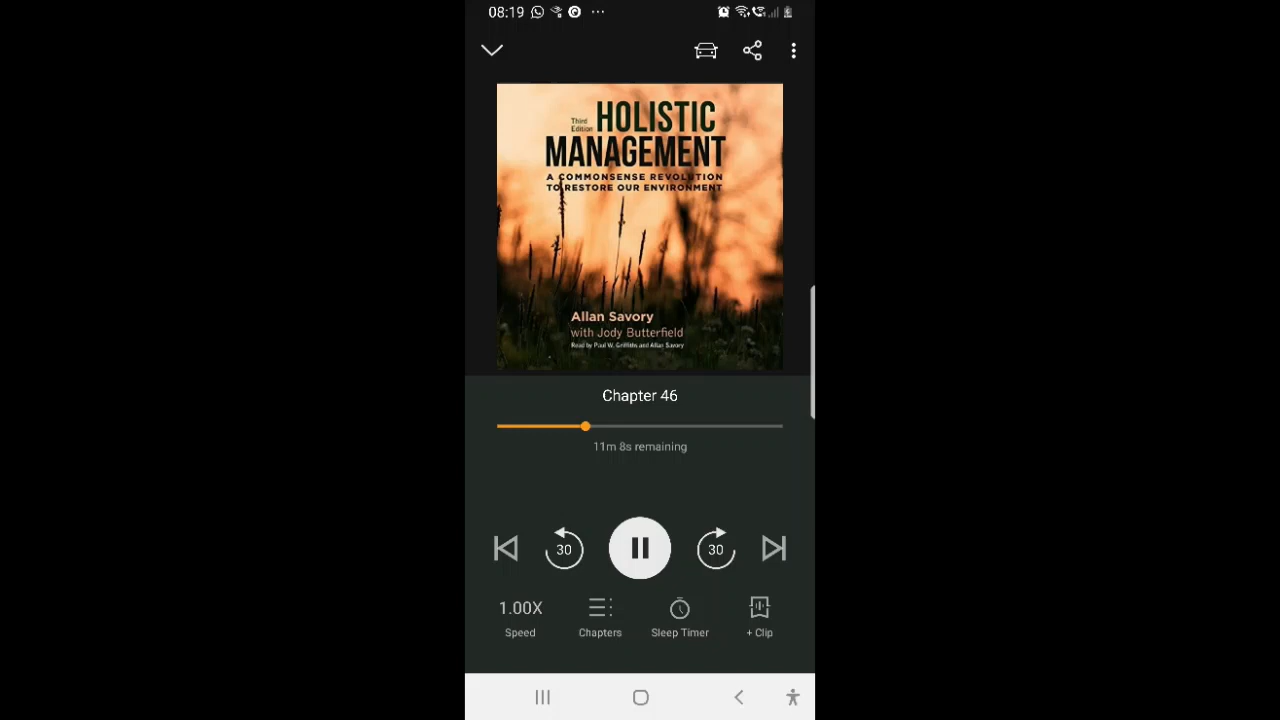 08:19
Third
Edition
HOLISTIC
MANAGEMENT
A COMMONSENSE REVOLUTION
TO RESTORE OUR ENVIRONMENT
Allan Savory
with Jody Butterfield
Read by Paul W. Griffiths and Allan Savory
Chapter 46
11m 8s remaining
30
30
1.00X
Speed
Chapters
Sleep Timer
+ Clip